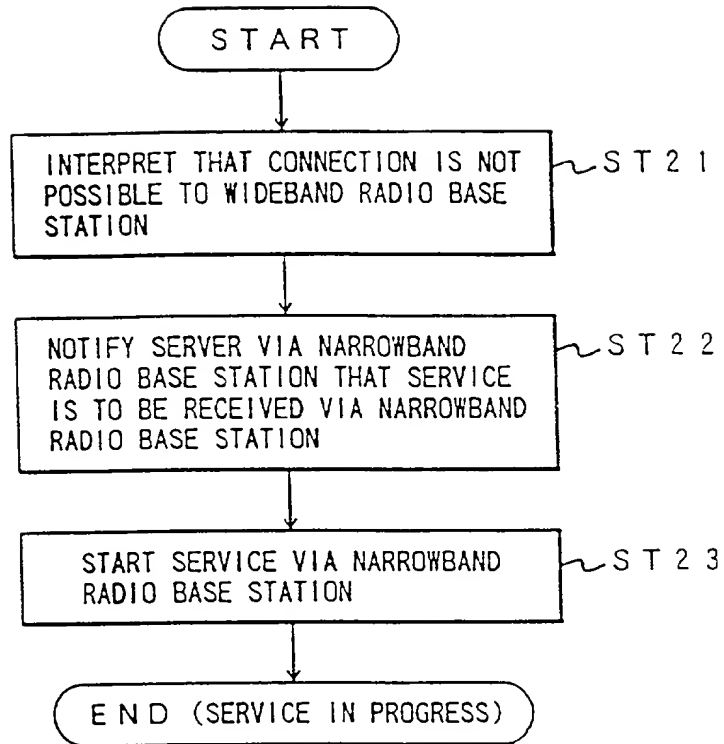 START
INTERPRET THAT CONNECTION IS NOT
POSSIBLE TO WIDEBAND RADIO BASE
STATION
ST21
NOTIFY SERVER VIA NARROWBAND
RADIO BASE STATION THAT SERVICE
IS TO BE RECEIVED VIA NARROWBAND
RADIO BASE STATION
ST22
START SERVICE VIA NARROWBAND
RADIO BASE STATION
ST23
END (SERVICE IN PROGRESS)